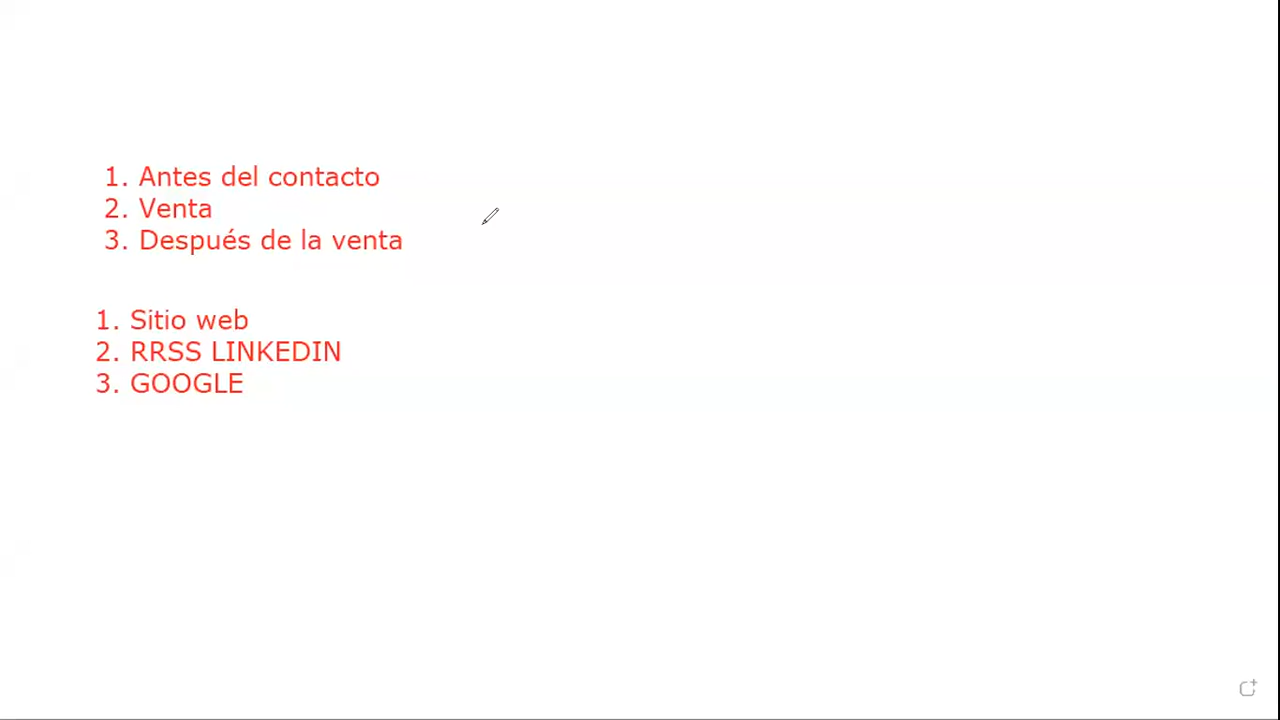 1. Antes del contacto
2. Venta
3. Después de la venta
1. Sitio web
2. RRSS LINKEDIN
3. GOOGLE